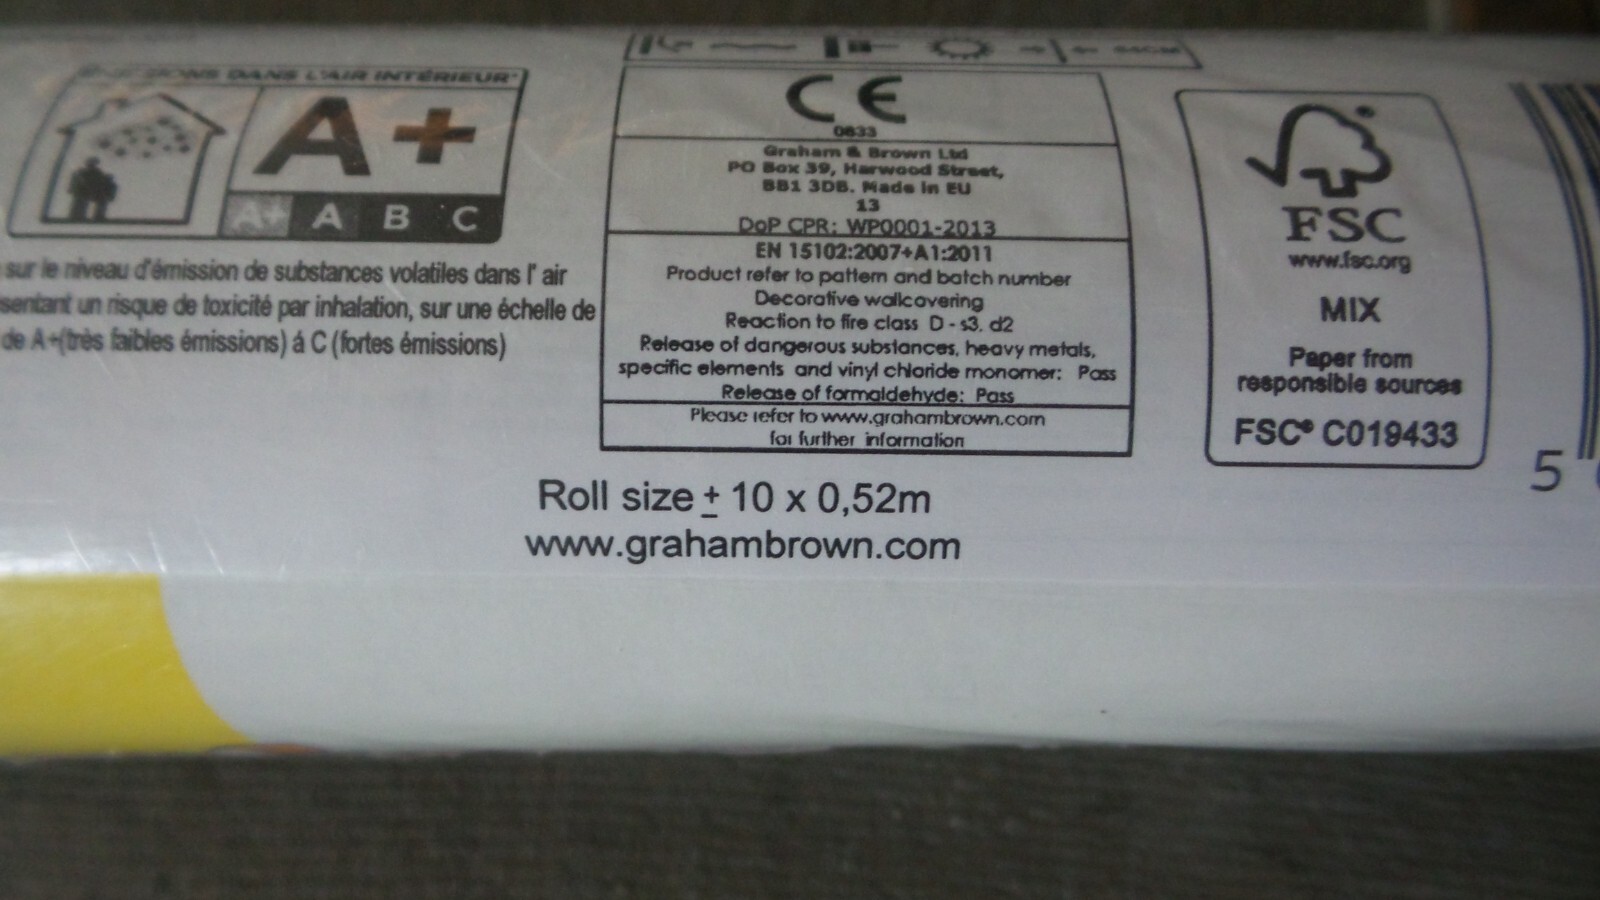 ÉMISSIONS DANS L'AIR INTÉRIEUR*
A+
A+ A B C
sur le niveau d'émission de substances volatiles dans l' air
sentant un risque de toxicité par inhalation, sur une échelle de
de A+(très faibles émissions) á C (fortes émissions)
64CM
CE
0833
Graham & Brown Ltd
PO Box 39, Harwood Street,
BB1 3DB. Made in EU
13
DoP CPR: WP0001-2013
EN 15102:2007+A1:2011
Product refer to pattern and batch number
Decorative wallcovering
Reaction to fire class D - s3, d2
Release of dangerous substances, heavy metals,
specific elements and vinyl chloride monomer: Pass
Release of formaldehyde: Pass
Please refer to www.grahambrown.com
for further information
FSC
www.fsc.org
MIX
Paper from
responsible sources
FSC® C019433
5
Roll size ± 10 x 0,52m
www.grahambrown.com